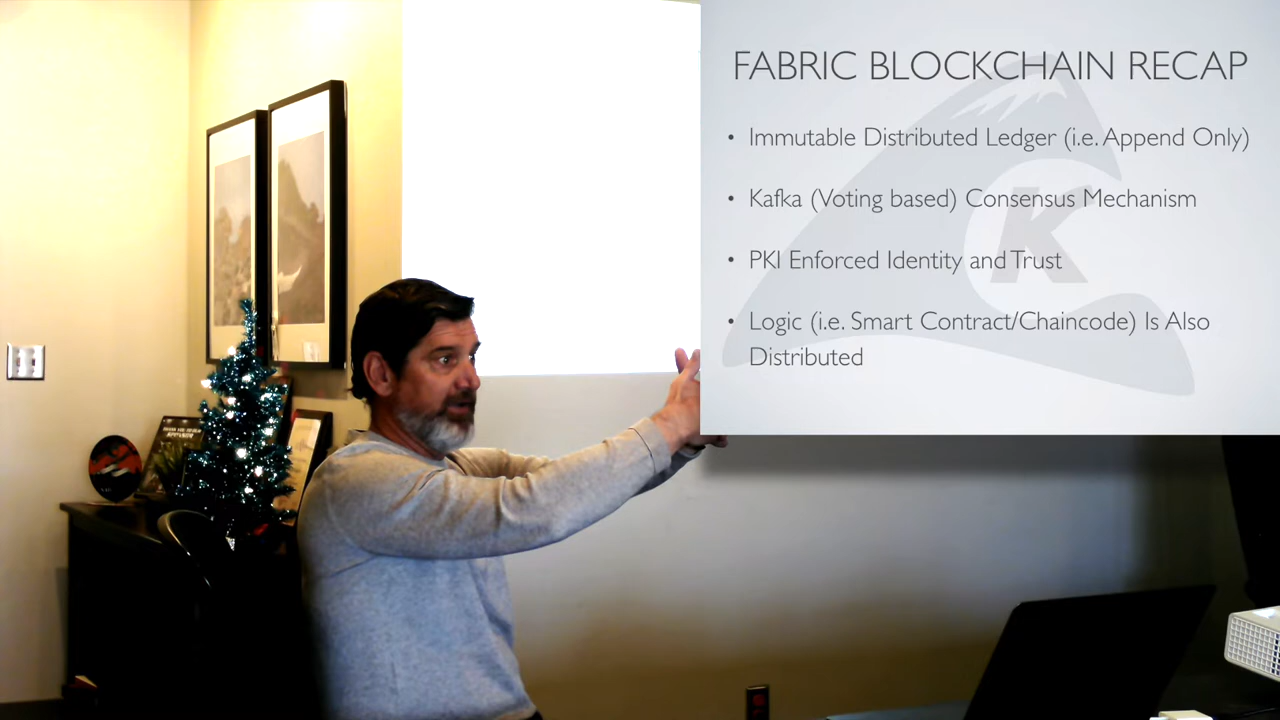 FABRIC BLOCKCHAIN RECAP
• Immutable Distributed Ledger (i.e. Append Only)
• Kafka (Voting based) Consensus Mechanism
• PKI Enforced Identity and Trust
• Logic (i.e. Smart Contract/Chaincode) Is Also
Distributed
K